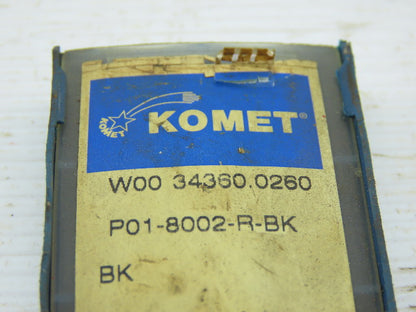 KOMET
KOMET®
W00 34360.0260
P01-8002-R-BK
BK